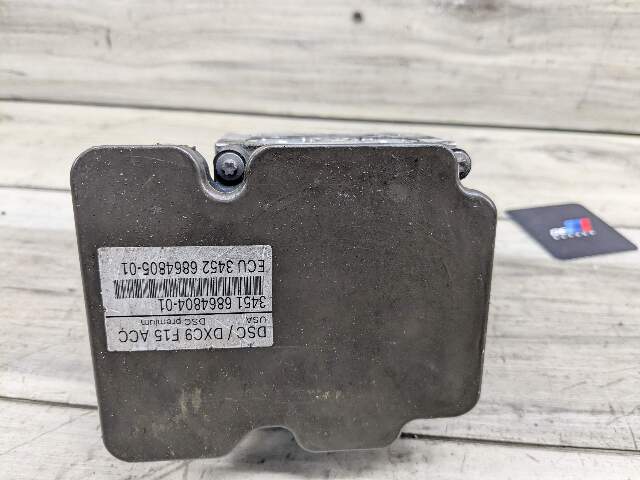 DSC / DXC9 F15 ACC
USA DSC premium
3451 6864804-01
ECU 3452 6864805-01